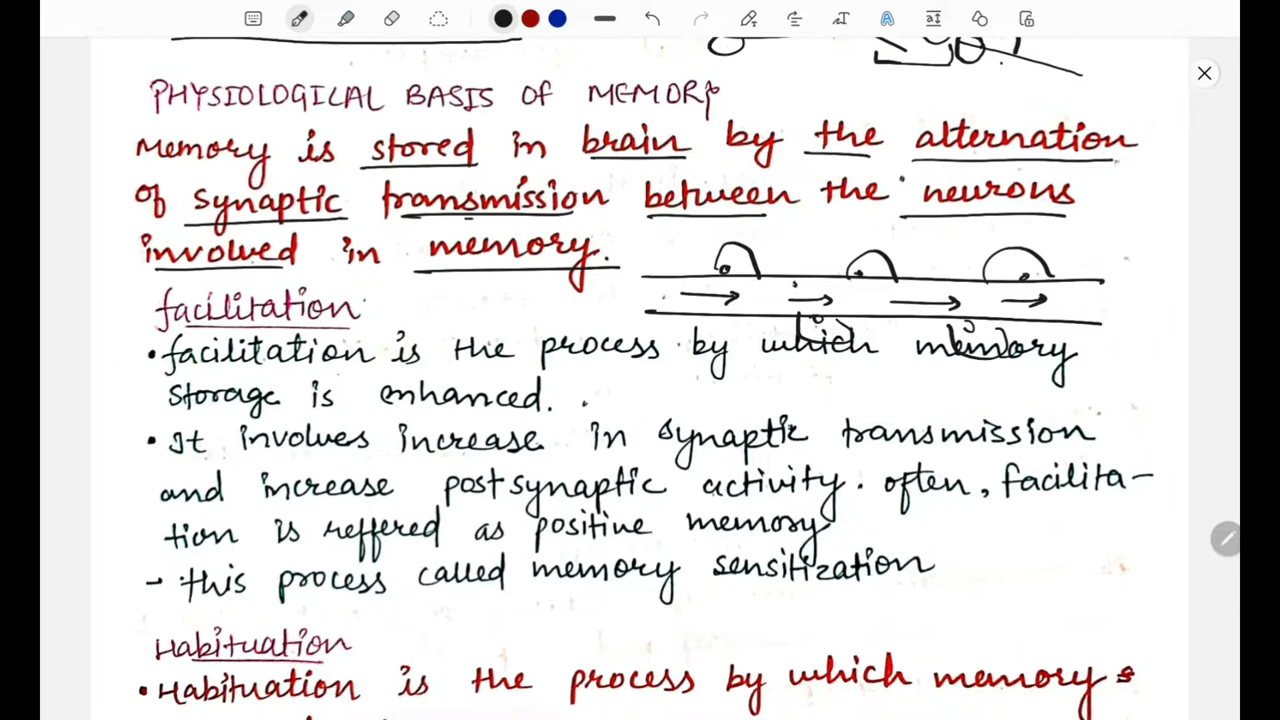 PHYSIOLOGICAL BASIS OF MEMORY
Memory is stored in brain by the alternation
of synaptic transmission between the neurons
involved in memory.
facilitation
• facilitation is the process by which memory
storage is enhanced.
• It involves increase in synaptic transmission
and increase postsynaptic activity. often, facilita-
tion is reffered as positive memory
- this process called memory sensitization
Habituation
• Habituation is the process by which memory s